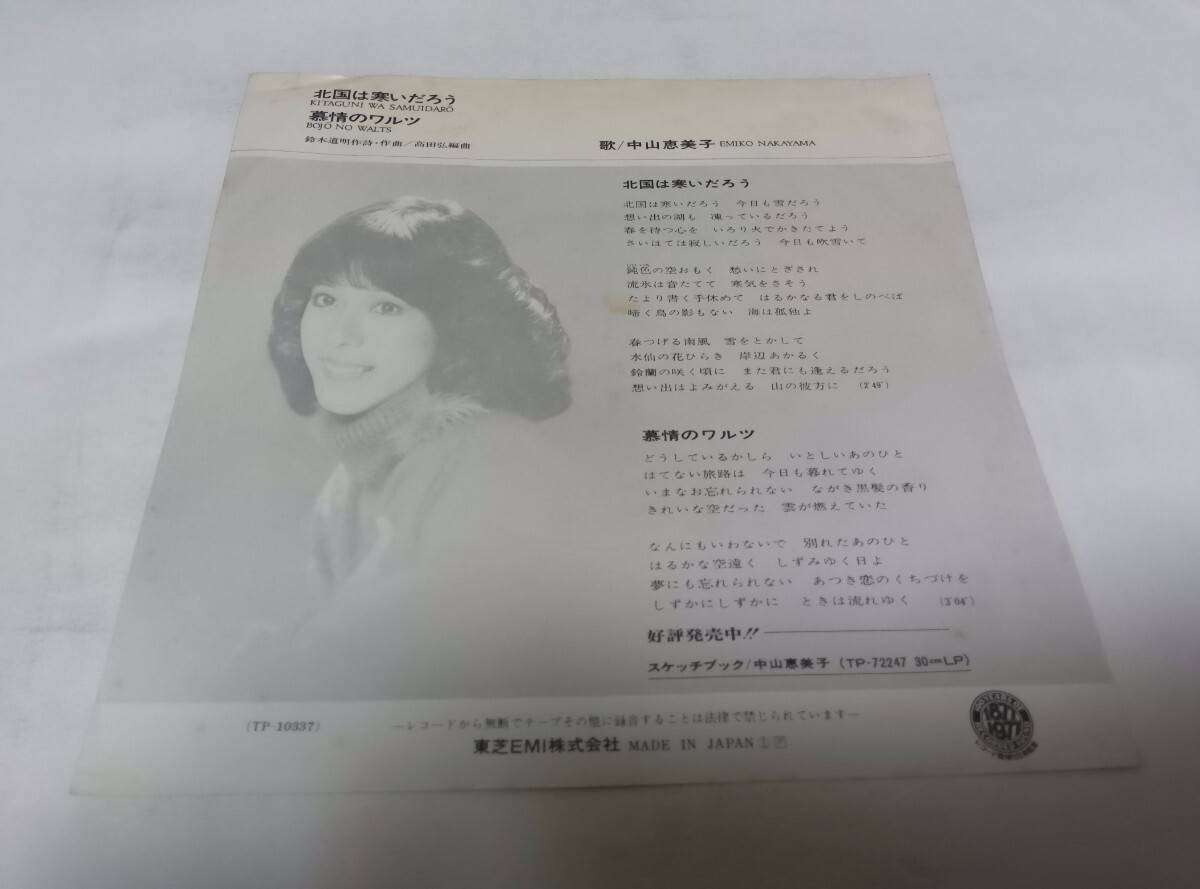 北国は寒いだろう
KITAGUNI WA SAMUIDARŌ
慕情のワルツ
BOJŌ NO WALTS
鈴木道明作詩・作曲／高田弘編曲
歌/中山恵美子 EMIKO NAKAYAMA
北国は寒いだろう
北国は寒いだろう　今日も雪だろう
想い出の湖も　凍っているだろう
春を待つ心を　いろり火でかきたてよう
さいはては寂しいだろう　今日も吹雪いて
鈍色の空おもく　愁いにとざされ
流氷は音たてて　寒気をさそう
たより書く手休めて　はるかなる君をしのべば
啼く鳥の影もない　海は孤独よ
春つげる南風　雪をとかして
水仙の花ひらき　岸辺あかるく
鈴蘭の咲く頃に　また君にも逢えるだろう
想い出はよみがえる　山の彼方に　(2'49")
慕情のワルツ
どうしているかしら　いとしいあのひと
はてない旅路は　今日も暮れてゆく
いまなお忘れられない　ながき黒髪の香り
きれいな空だった　雲が燃えていた
なんにもいわないで　別れたあのひと
はるかな空遠く　しずみゆく日よ
夢にも忘れられない　あつき恋のくちづけを
しずかにしずかに　ときは流れゆく　(3'04")
好評発売中!!
スケッチブック/中山恵美子 (TP-72247 30cmLP)
(TP-10337)
—レコードから無断でテープその他に録音することは法律で禁じられています—
東芝EMI株式会社 MADE IN JAPAN Ⓛ Ⓟ
1877
1977